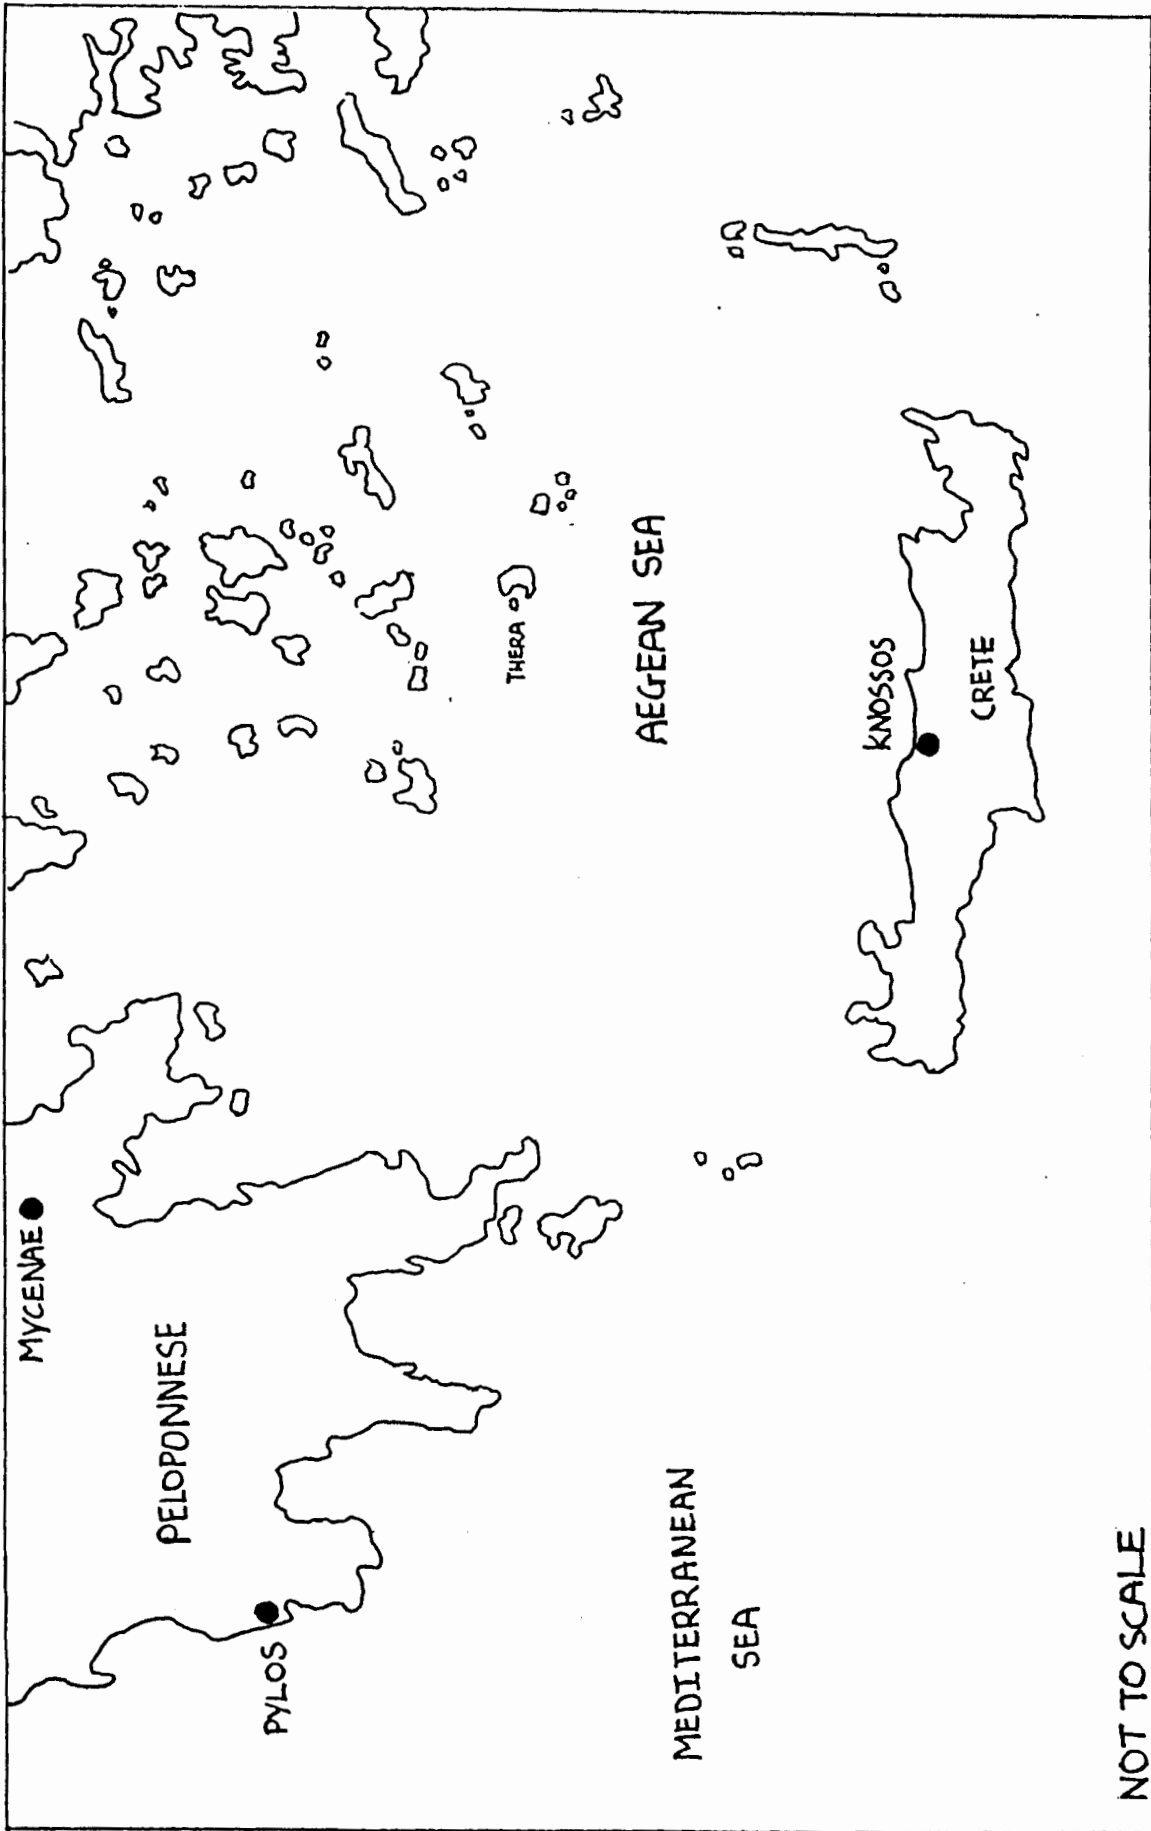 MYCENAE
PELOPONNESE
PYLOS
THERA
AEGEAN SEA
KNOSSOS
CRETE
MEDITERRANEAN
SEA
NOT TO SCALE